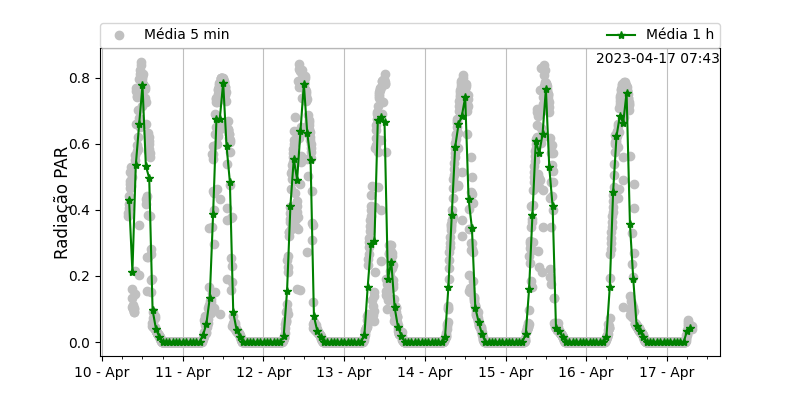 Média 5 min
Média 1 h
2023-04-17 07:43
Radiação PAR
0.8
0.6
0.4
0.2
0.0
10 - Apr
11 - Apr
12 - Apr
13 - Apr
14 - Apr
15 - Apr
16 - Apr
17 - Apr